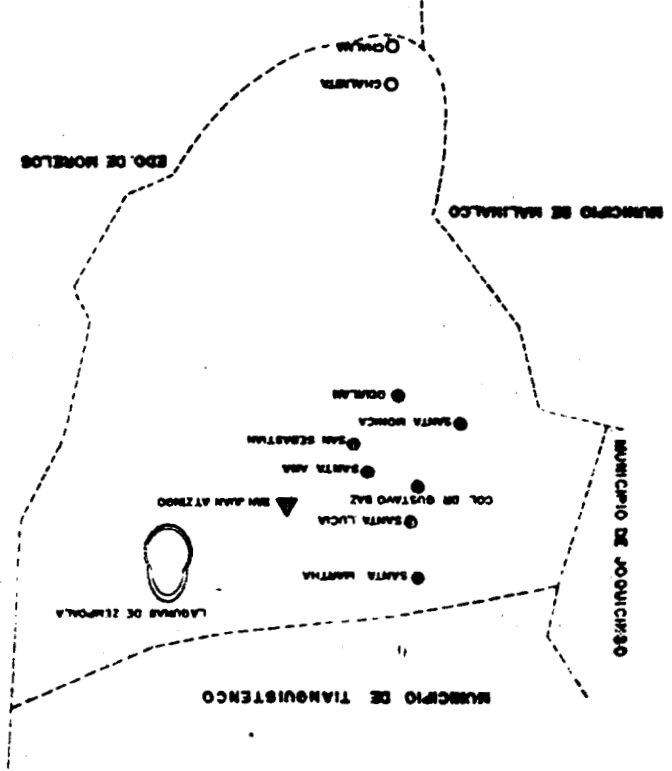 MUNICIPIO DE TIANQUISTENCO
LAGUNAS DE ZEMPOALA
SANTA MARTHA
MUNICIPIO DE JOQUICINGO
SANTA LUCIA
SAN JUAN ATZINGO
COL DR GUSTAVO BAZ
SANTA ANA
SAN SEBASTIAN
SANTA MONICA
OCUILAN
MUNICIPIO DE MALINALCO
EDO. DE MORELOS
CHALMITA
CHALMA